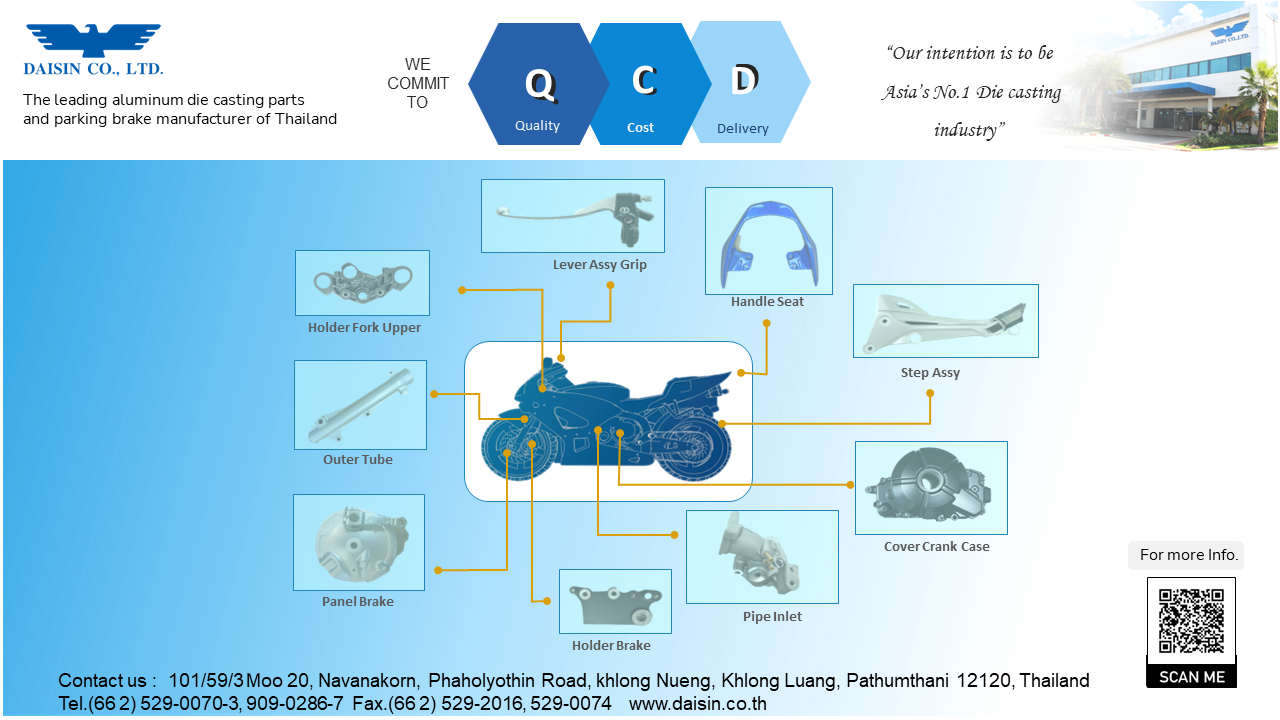 DAISIN CO., LTD.
The leading aluminum die casting parts
and parking brake manufacturer of Thailand
WE
COMMIT
TO
Q
Quality
C
Cost
D
Delivery
“Our intention is to be
Asia’s No.1 Die casting
industry”
DAISIN CO.,LTD.
Lever Assy Grip
Handle Seat
Holder Fork Upper
Step Assy
Outer Tube
Cover Crank Case
Panel Brake
Pipe Inlet
Holder Brake
For more Info.
SCAN ME
Contact us : 101/59/3 Moo 20, Navanakorn, Phaholyothin Road, khlong Nueng, Khlong Luang, Pathumthani 12120, Thailand
Tel.(66 2) 529-0070-3, 909-0286-7 Fax.(66 2) 529-2016, 529-0074 www.daisin.co.th